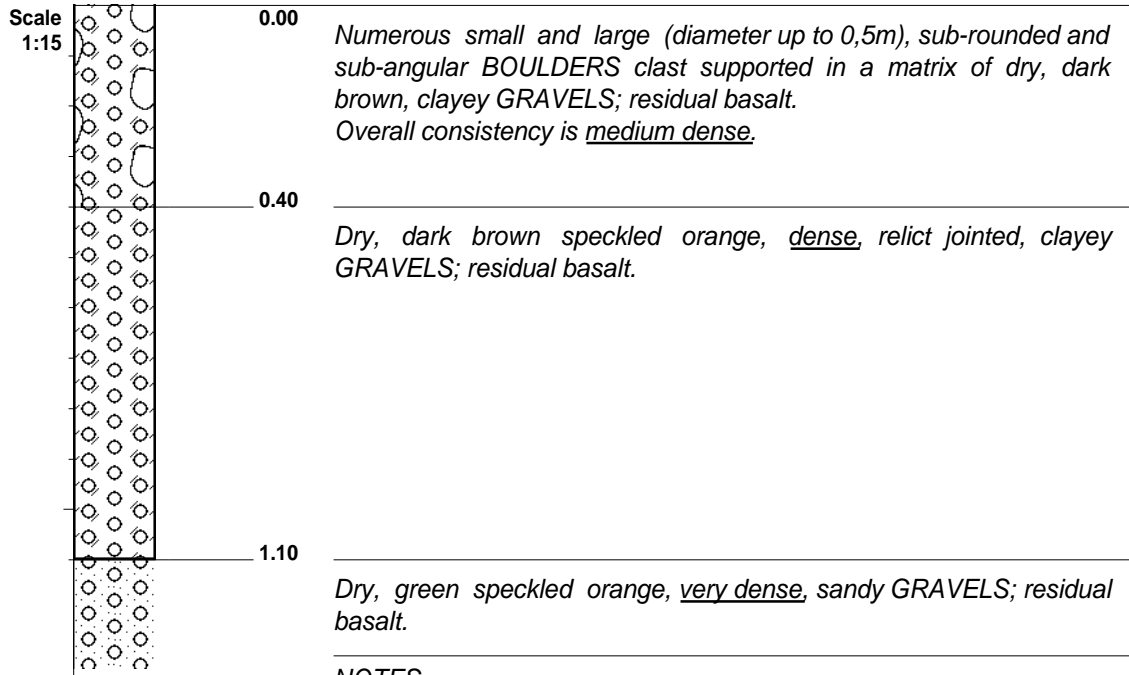 Scale
1:15
0.00
Numerous small and large (diameter up to 0,5m), sub-rounded and
sub-angular BOULDERS clast supported in a matrix of dry, dark
brown, clayey GRAVELS; residual basalt.
Overall consistency is medium dense.
0.40
Dry, dark brown speckled orange, dense, relict jointed, clayey
GRAVELS; residual basalt.
1.10
Dry, green speckled orange, very dense, sandy GRAVELS; residual
basalt.
NOTES